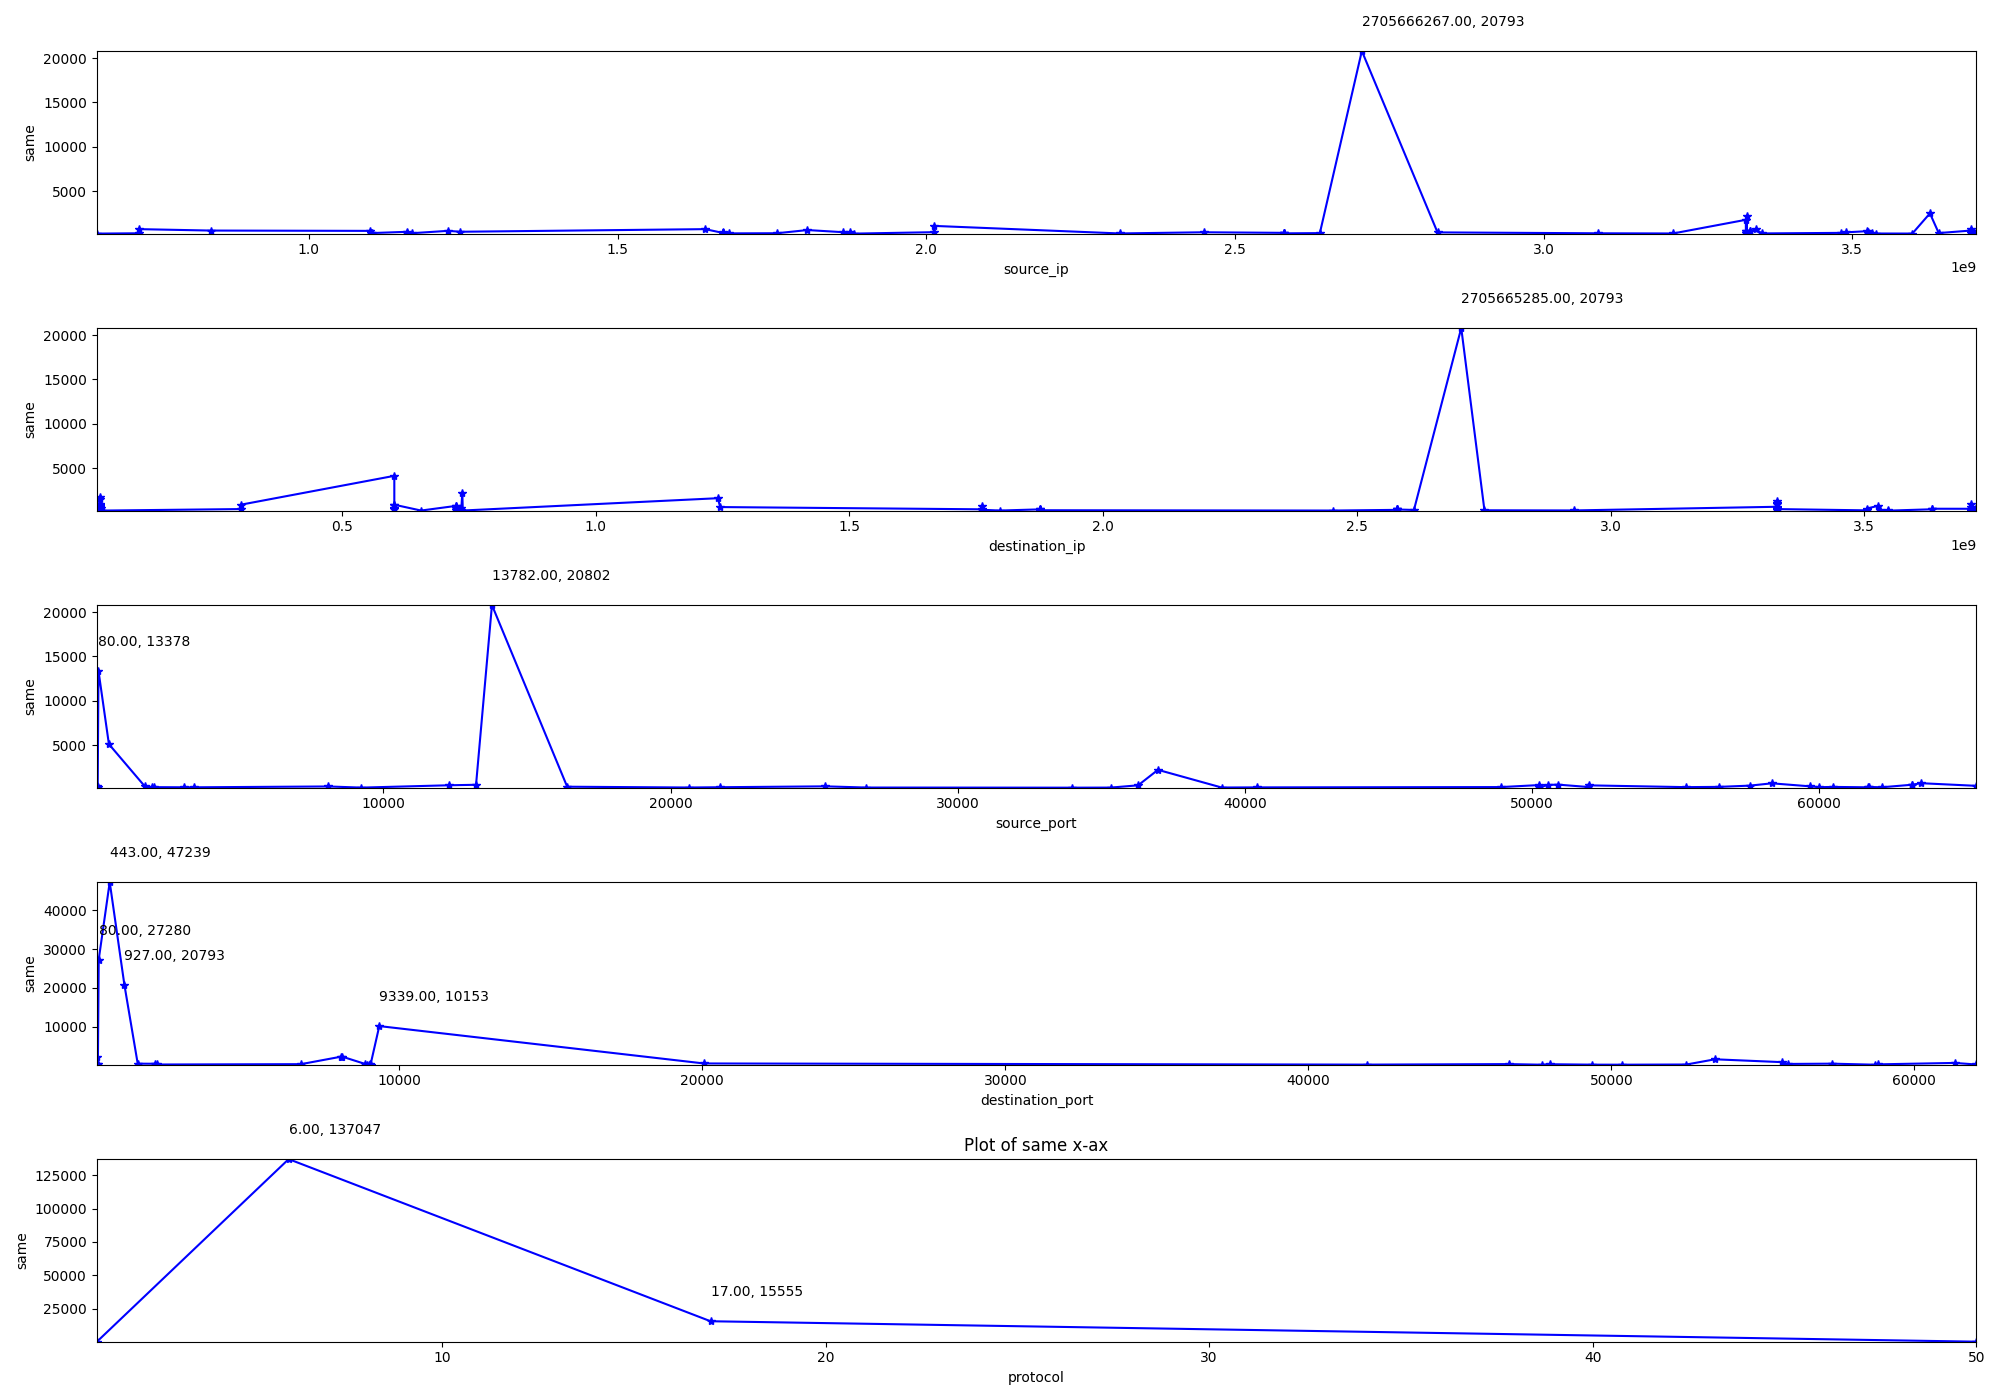 2705666267.00, 20793
20000
15000
10000
5000
same
1.0 1.5 2.0 2.5 3.0 3.5
1e9
source_ip
2705665285.00, 20793
20000
15000
10000
5000
same
0.5 1.0 1.5 2.0 2.5 3.0 3.5
1e9
destination_ip
13782.00, 20802
80.00, 13378
20000
15000
10000
5000
same
10000 20000 30000 40000 50000 60000
source_port
443.00, 47239
80.00, 27280
927.00, 20793
9339.00, 10153
40000
30000
20000
10000
same
10000 20000 30000 40000 50000 60000
destination_port
6.00, 137047
Plot of same x-ax
17.00, 15555
125000
100000
75000
50000
25000
same
10 20 30 40 50
protocol